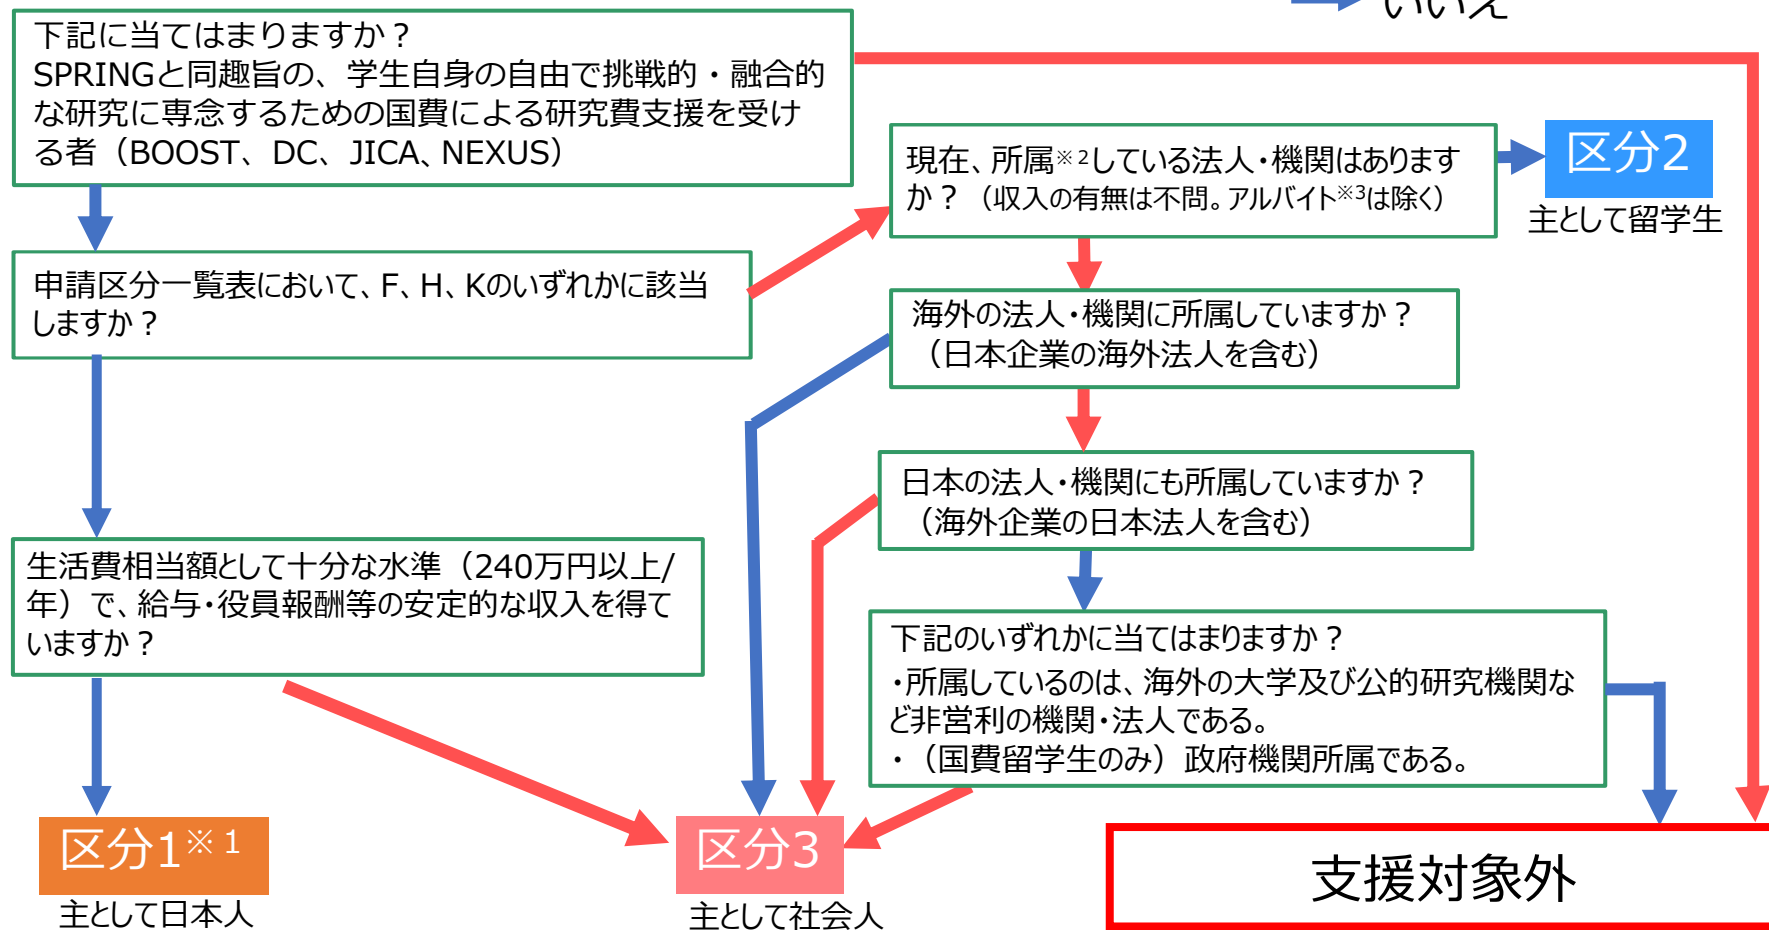 いいえ
下記に当てはまりますか？
SPRINGと同趣旨の、学生自身の自由で挑戦的・融合的
な研究に専念するための国費による研究費支援を受け
る者（BOOST、DC、JICA、NEXUS）
現在、所属※2している法人・機関はあります
か？（収入の有無は不問。アルバイト※3は除く）
区分2
主として留学生
申請区分一覧表において、F、H、Kのいずれかに該当
しますか？
海外の法人・機関に所属していますか？
（日本企業の海外法人を含む）
日本の法人・機関にも所属していますか？
（海外企業の日本法人を含む）
生活費相当額として十分な水準（240万円以上/
年）で、給与・役員報酬等の安定的な収入を得て
いますか？
下記のいずれかに当てはまりますか？
・所属しているのは、海外の大学及び公的研究機関な
ど非営利の機関・法人である。
・（国費留学生のみ）政府機関所属である。
区分1※1
主として日本人
区分3
主として社会人
支援対象外